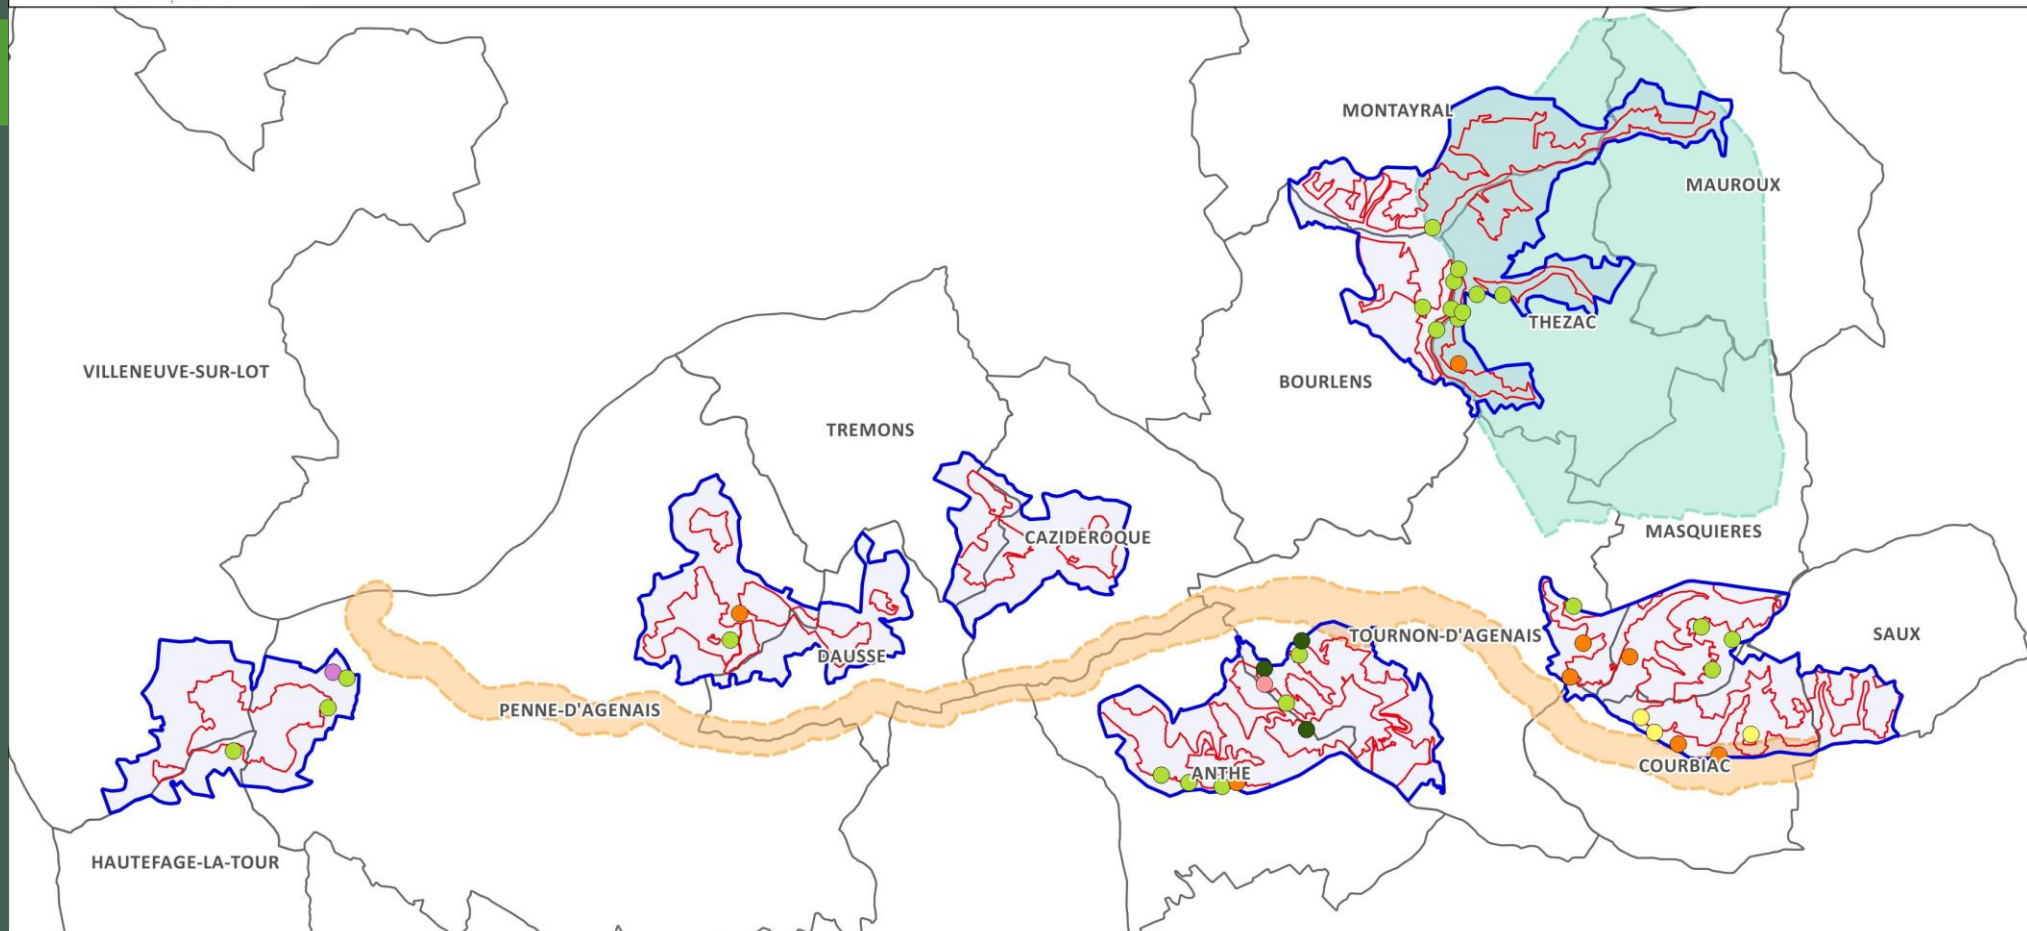 MONTAYRAL
MAUROUX
THEZAC
VILLENEUVE-SUR-LOT
BOURLENS
TREMONS
MASQUIERES
CAZIDEROQUE
TOURNON-D'AGENAIS
SAUX
DAUSSE
PENNE-D'AGENAIS
COURBIAC
ANTHE
HAUTEFAGE-LA-TOUR